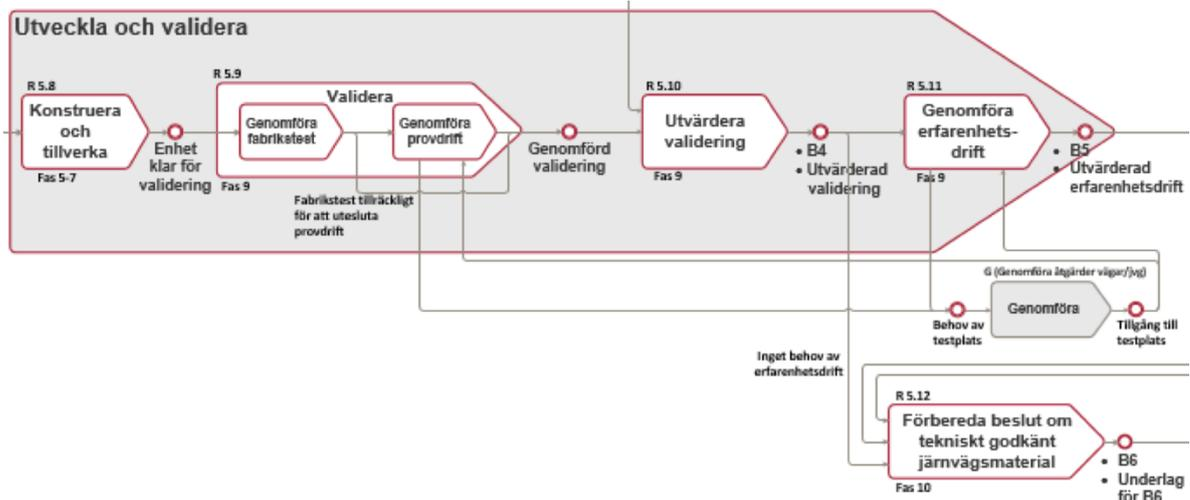 Utveckla och validera
R 5.8
Konstruera
och
tillverka
Fas 5-7
Enhet
klar för
validering
R 5.9
Validera
Genomföra
fabrikstest
Genomföra
provdrift
Fas 9
Fabrikstest tillräckligt
för att utesluta
provdrift
Genomförd
validering
R 5.10
Utvärdera
validering
Fas 9
• B4
• Utvärderad
validering
R 5.11
Genomföra
erfarenhets-
drift
Fas 9
• B5
• Utvärderad
erfarenhetsdrift
G (Genomföra åtgärder vägar/jvg)
Genomföra
Behov av
testplats
Tillgång till
testplats
Inget behov av
erfarenhetsdrift
R 5.12
Förbereda beslut om
tekniskt godkänt
järnvägsmaterial
Fas 10
• B6
• Underlag
för B6